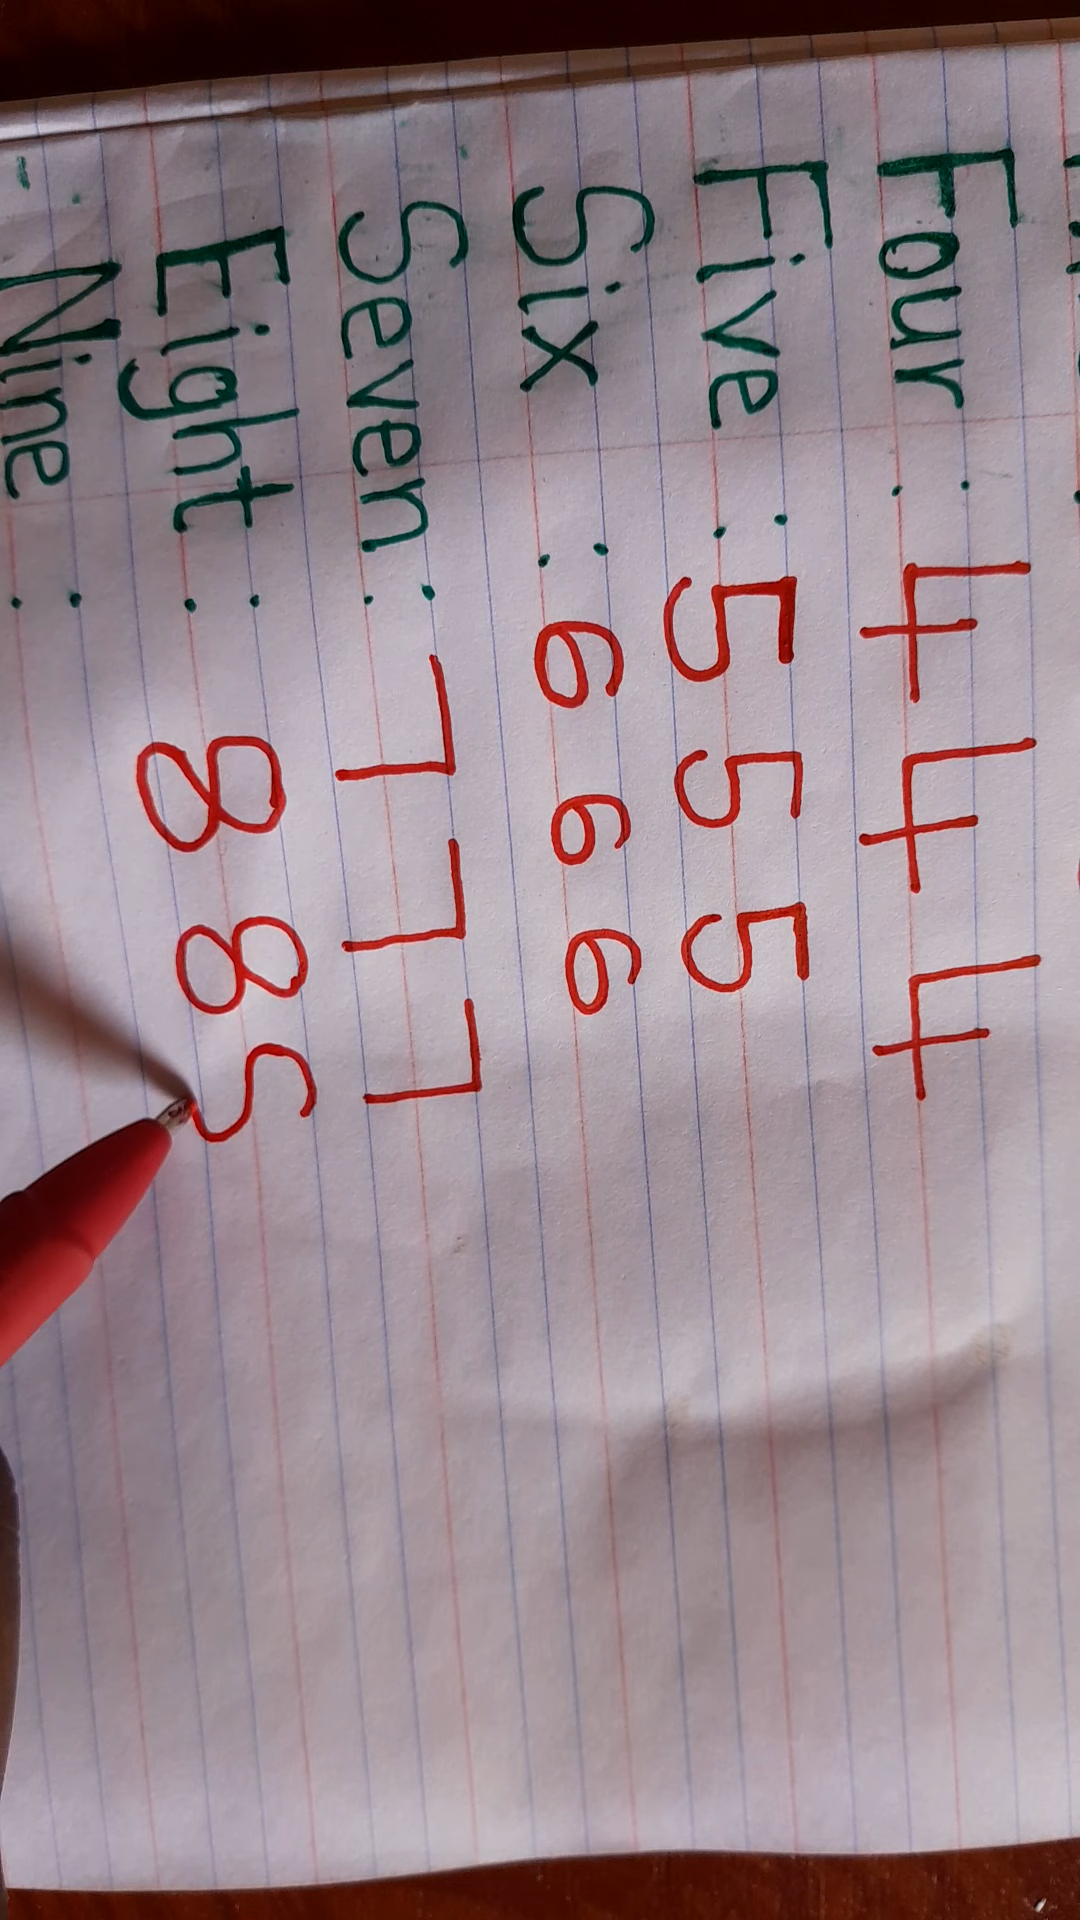 Four : 4 4 4
Five : 5 5 5
Six : 6 6 6
Seven : 7 7 7
Eight : 8 8 S
Nine :